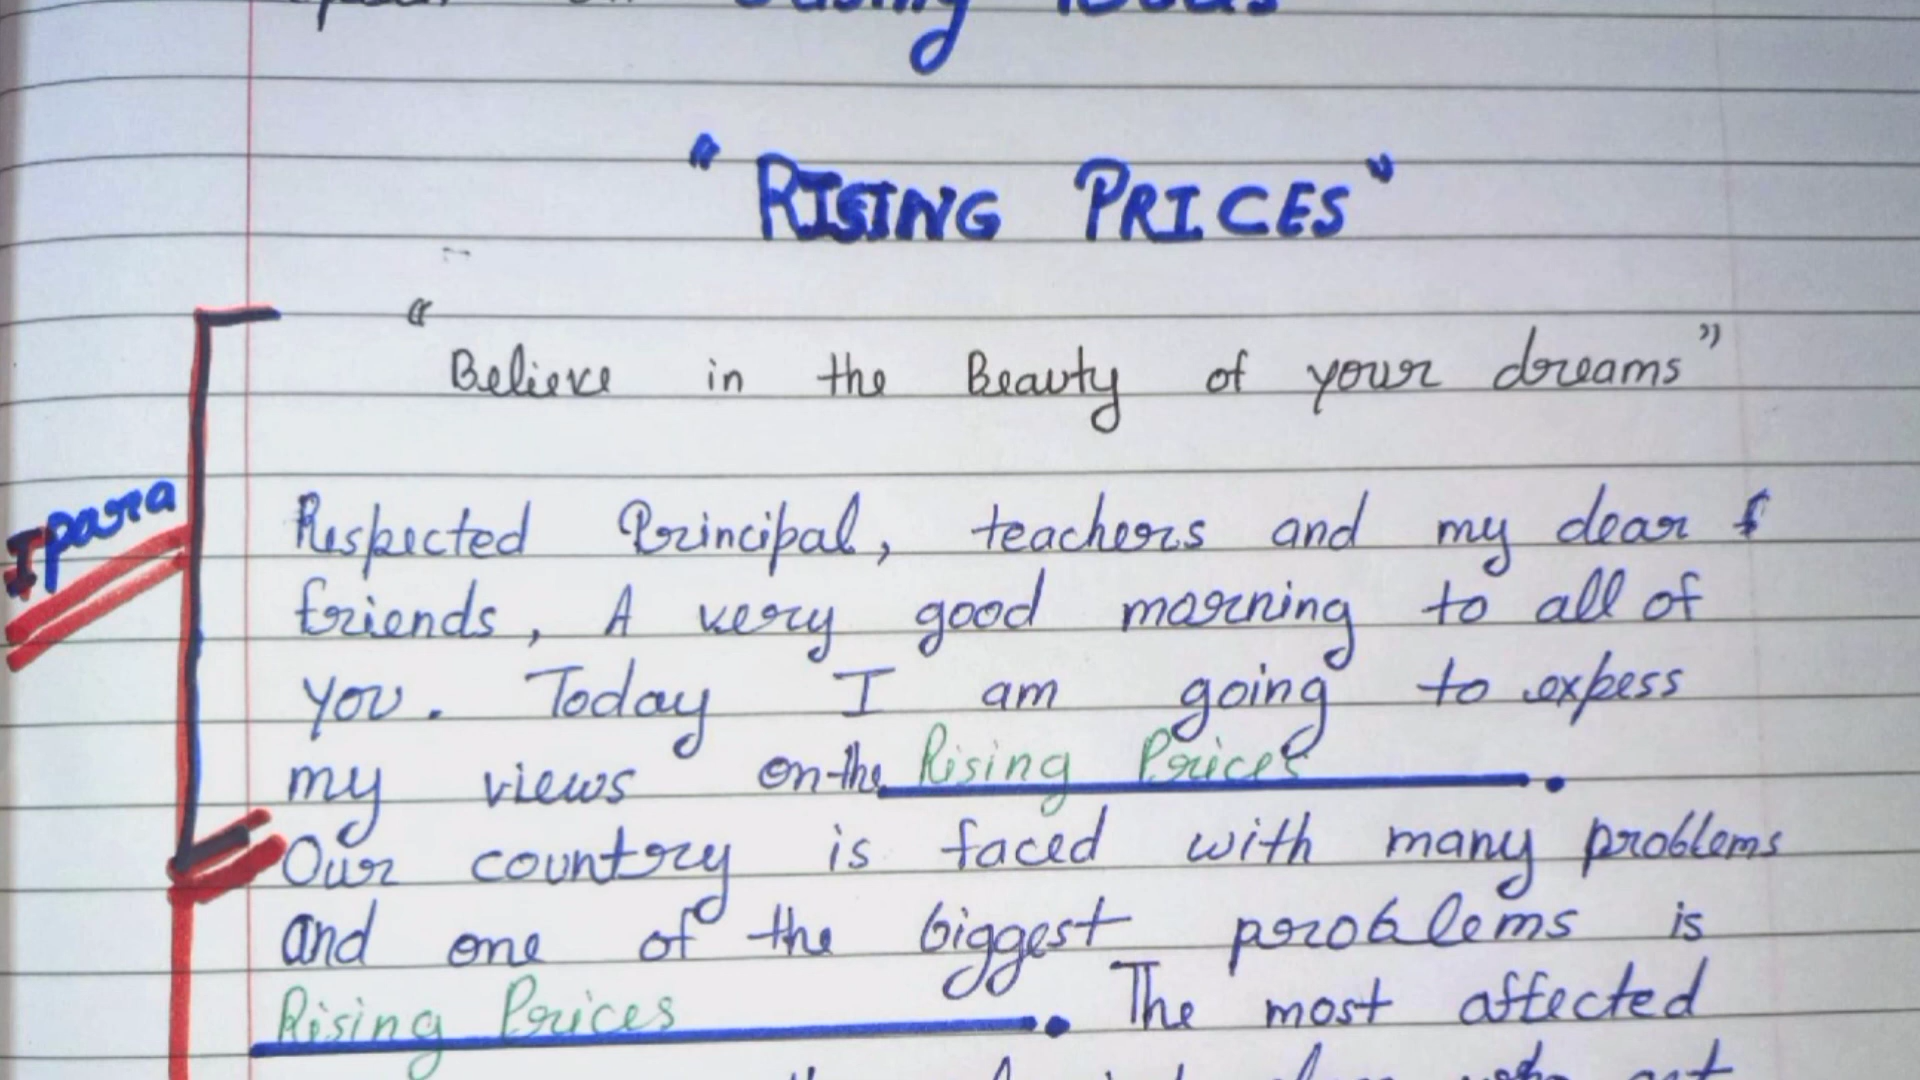 "RISING PRICES"
"Believe in the Beauty of your dreams"
I para
Respected Principal, teachers and my dear f
friends, A very good morning to all of
you. Today I am going to expess
my views on the Rising Prices.
Our country is faced with many problems
and one of the biggest problems is
Rising Prices. The most affected